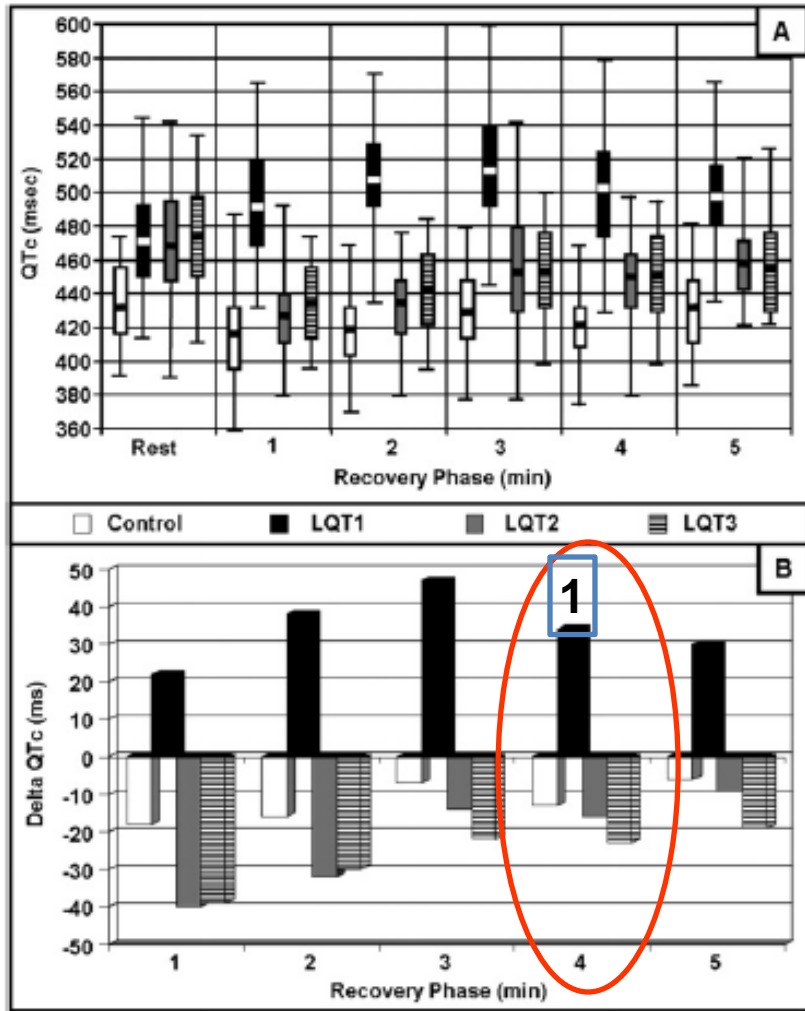 A
600
580
560
540
520
500
480
460
440
420
400
380
360
QTc (msec)
Rest 1 2 3 4 5
Recovery Phase (min)
Control LQT1 LQT2 LQT3
B
1
50
40
30
20
10
0
-10
-20
-30
-40
-50
Delta QTc (ms)
1 2 3 4 5
Recovery Phase (min)